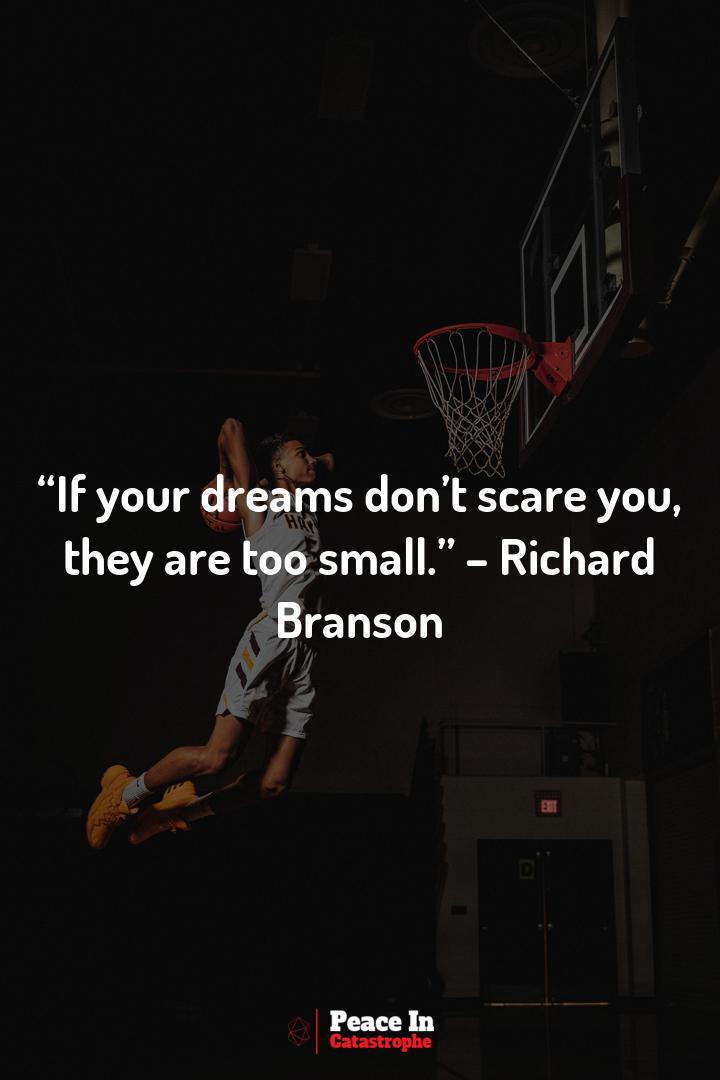 “If your dreams don’t scare you,
they are too small.” – Richard
Branson
EXIT
D
Peace In
Catastrophe